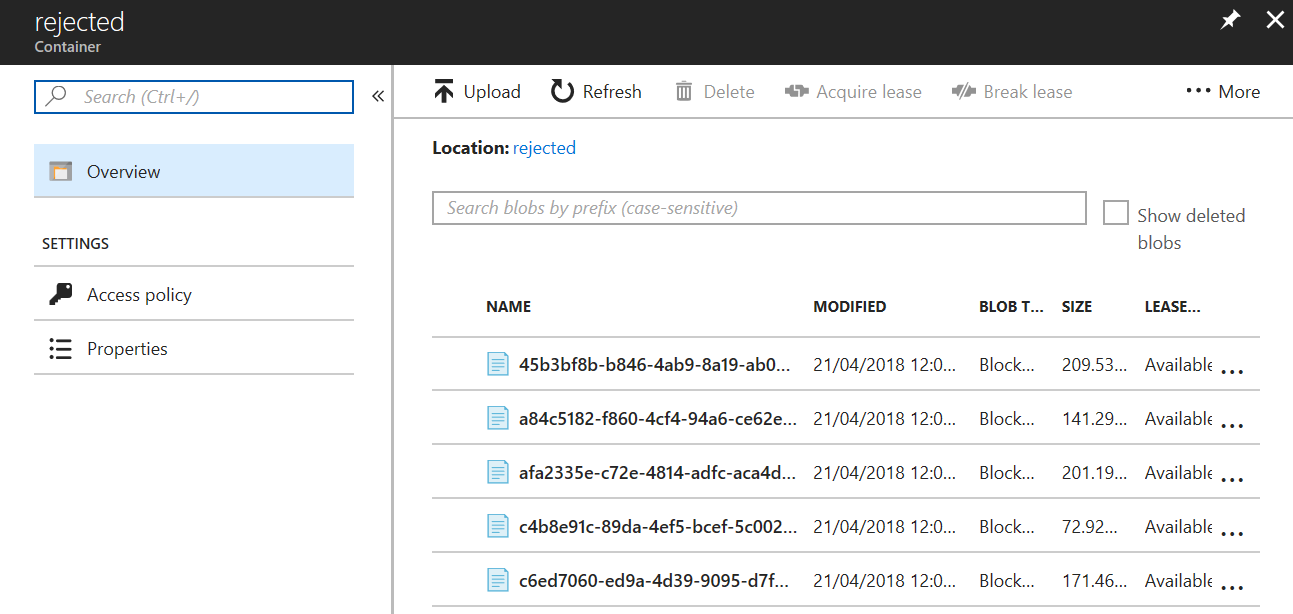 rejected
Container
Search (Ctrl+/)
«
Overview
SETTINGS
Access policy
Properties
Upload Refresh Delete Acquire lease Break lease ••• More
Location: rejected
Search blobs by prefix (case-sensitive)
Show deleted
blobs
NAME MODIFIED BLOB T... SIZE LEASE...
45b3bf8b-b846-4ab9-8a19-ab0... 21/04/2018 12:0... Block... 209.53... Available ...
a84c5182-f860-4cf4-94a6-ce62e... 21/04/2018 12:0... Block... 141.29... Available ...
afa2335e-c72e-4814-adfc-aca4d... 21/04/2018 12:0... Block... 201.19... Available ...
c4b8e91c-89da-4ef5-bcef-5c002... 21/04/2018 12:0... Block... 72.92... Available ...
c6ed7060-ed9a-4d39-9095-d7f... 21/04/2018 12:0... Block... 171.46... Available ...